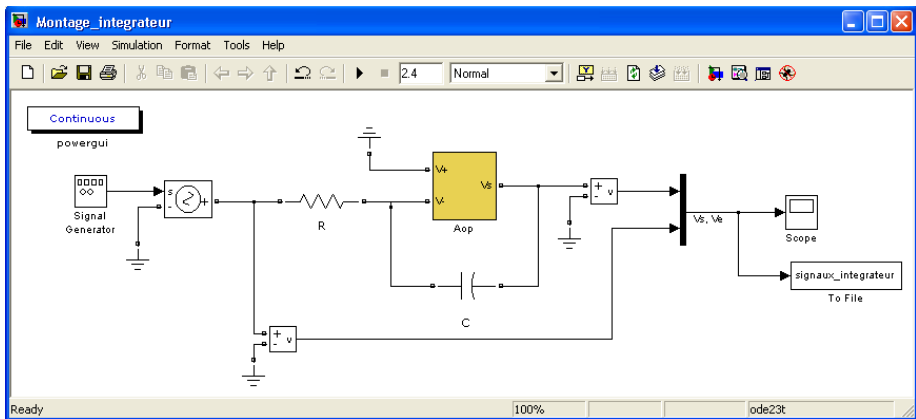 Montage_integrateur
File Edit View Simulation Format Tools Help
2.4 Normal
Continuous
powergui
Signal
Generator
s
-
+
R
V+
V-
Vs
Aop
C
+
-
v
+
-
v
Vs, Ve
Scope
signaux_integrateur
To File
Ready 100% ode23t